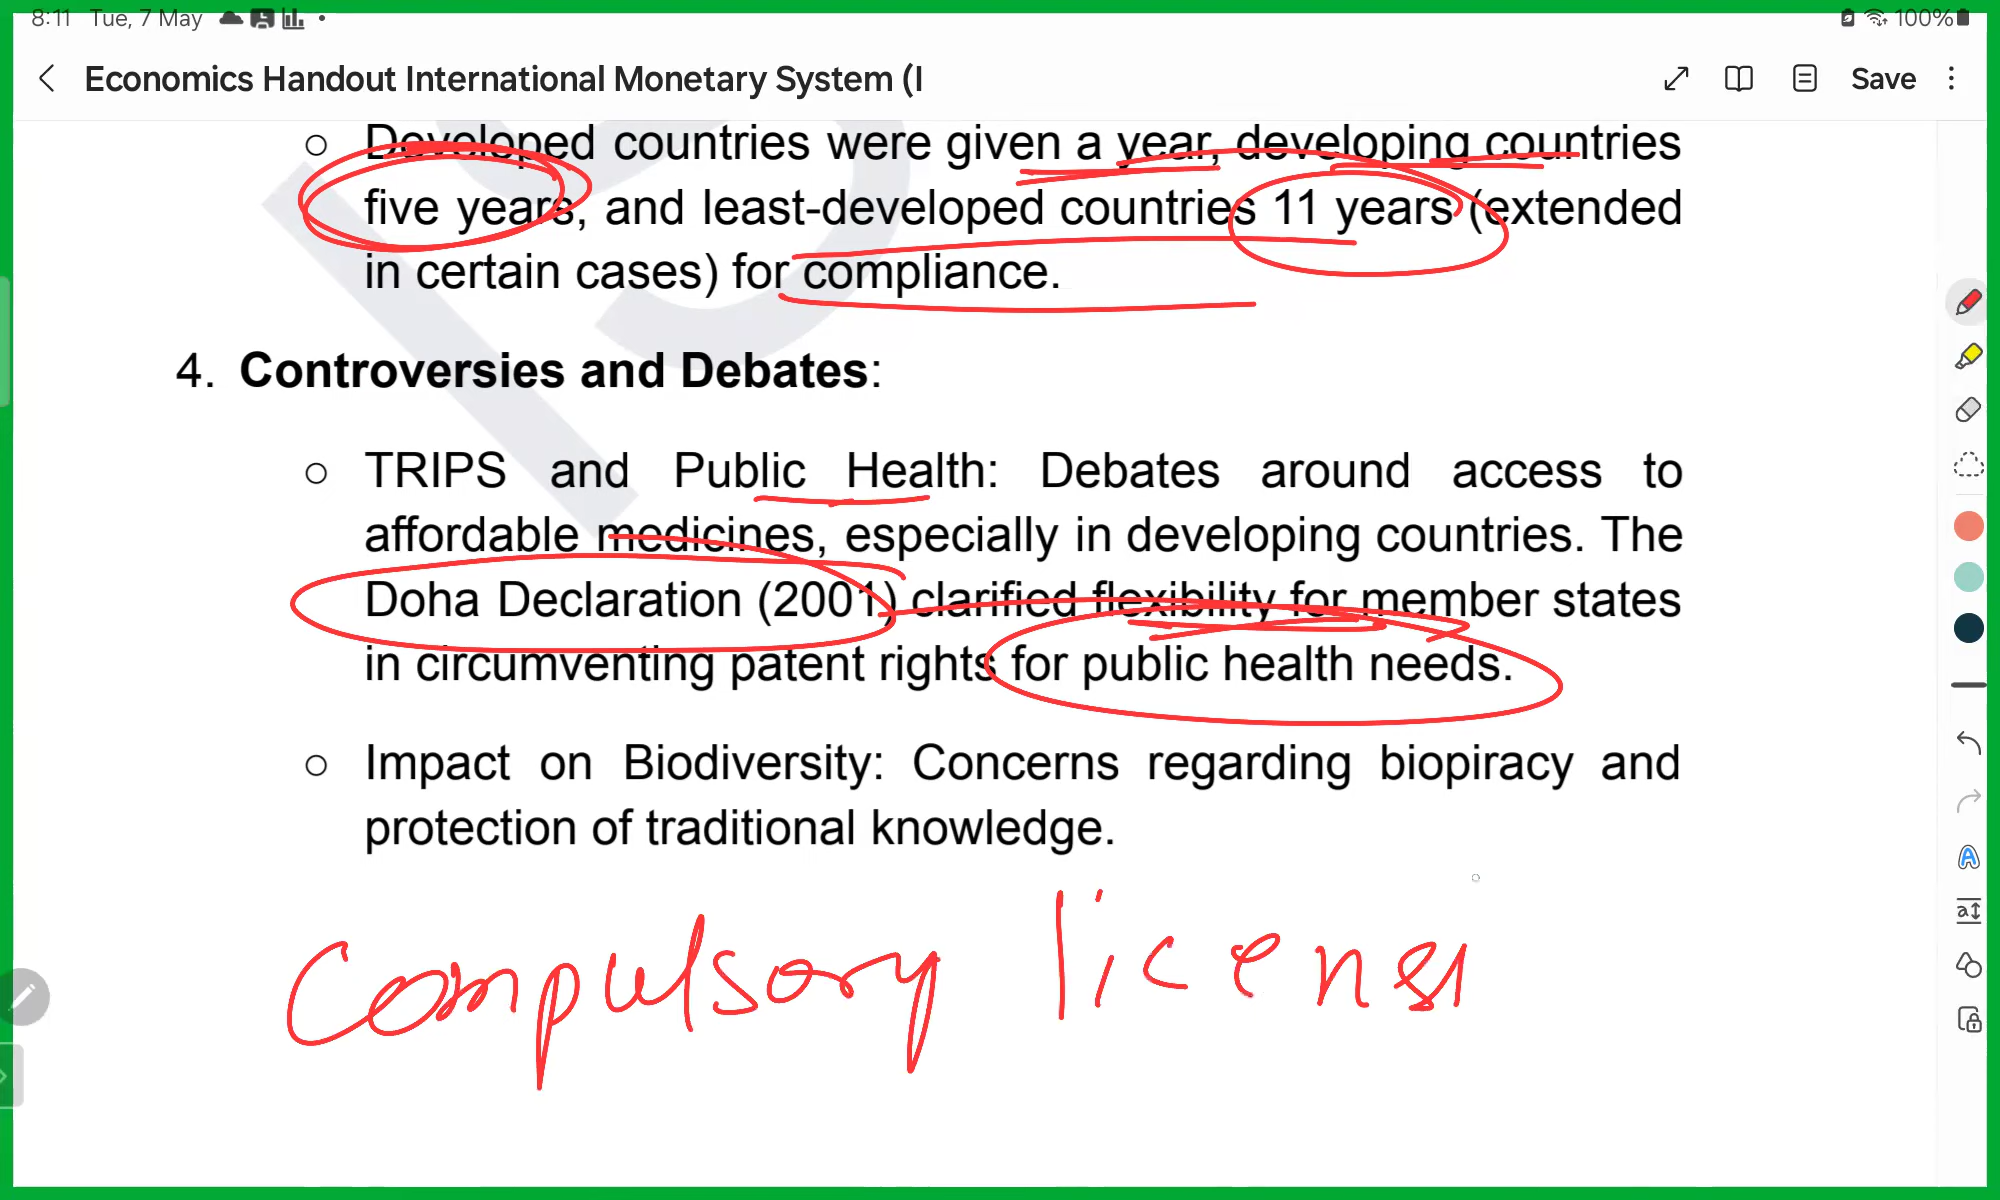 8:11 Tue, 7 May 100%
Economics Handout International Monetary System (I
Save
○ Developed countries were given a year, developing countries
five years, and least-developed countries 11 years (extended
in certain cases) for compliance.
4. Controversies and Debates:
○ TRIPS and Public Health: Debates around access to
affordable medicines, especially in developing countries. The
Doha Declaration (2001) clarified flexibility for member states
in circumventing patent rights for public health needs.
○ Impact on Biodiversity: Concerns regarding biopiracy and
protection of traditional knowledge.
Compulsory licensi